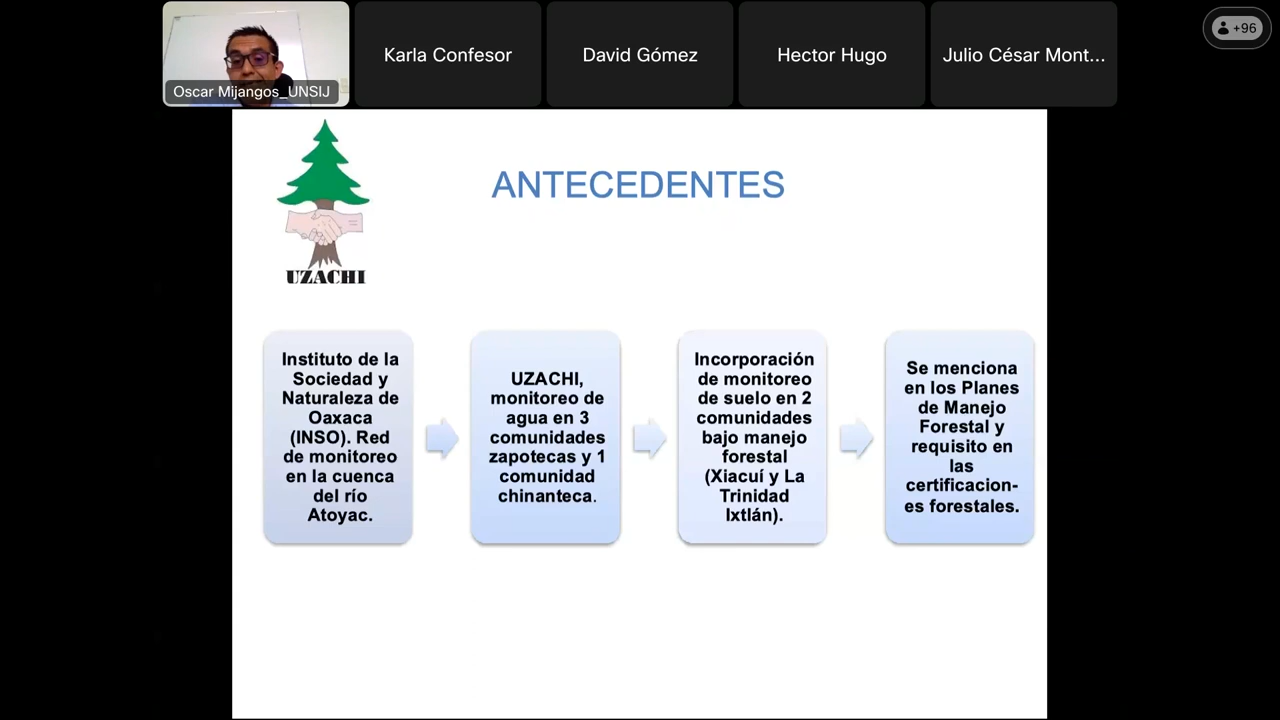 Oscar Mijangos_UNSIJ
Karla Confesor
David Gómez
Hector Hugo
Julio César Mont...
+96
UZACHI
ANTECEDENTES
Instituto de la
Sociedad y
Naturaleza de
Oaxaca
(INSO). Red
de monitoreo
en la cuenca
del río
Atoyac.
UZACHI,
monitoreo de
agua en 3
comunidades
zapotecas y 1
comunidad
chinanteca.
Incorporación
de monitoreo
de suelo en 2
comunidades
bajo manejo
forestal
(Xiacuí y La
Trinidad
Ixtlán).
Se menciona
en los Planes
de Manejo
Forestal y
requisito en
las
certificacion-
es forestales.